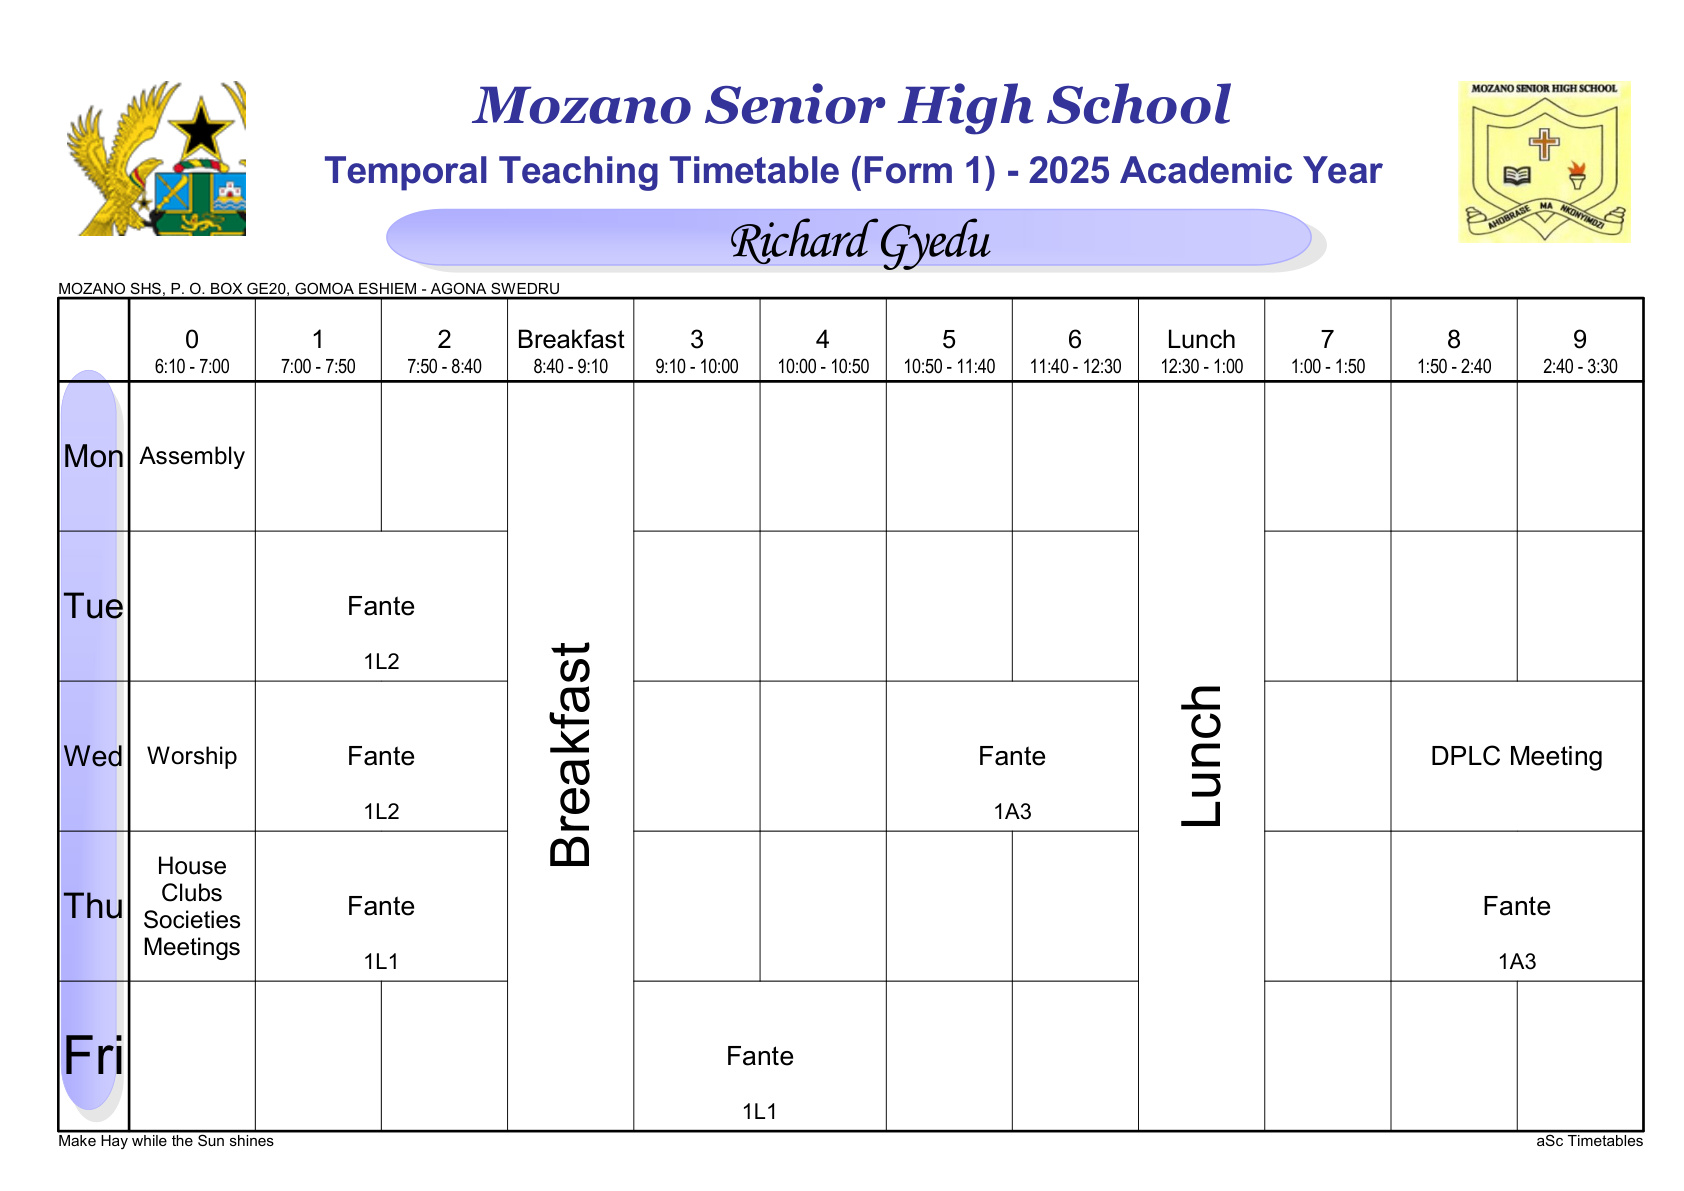 Mozano Senior High School
Temporal Teaching Timetable (Form 1) - 2025 Academic Year
Richard Gyedu
MOZANO SENIOR HIGH SCHOOL
AHOBRASE MA NKONYIMDZI
MOZANO SHS, P. O. BOX GE20, GOMOA ESHIEM - AGONA SWEDRU
0 1 2 Breakfast 3 4 5 6 Lunch 7 8 9
6:10 - 7:00 7:00 - 7:50 7:50 - 8:40 8:40 - 9:10 9:10 - 10:00 10:00 - 10:50 10:50 - 11:40 11:40 - 12:30 12:30 - 1:00 1:00 - 1:50 1:50 - 2:40 2:40 - 3:30
Mon Assembly
Tue Fante
1L2
Breakfast
Lunch
Wed Worship Fante Fante DPLC Meeting
1L2 1A3
House
Clubs
Thu Fante Fante
Societies
Meetings
1L1 1A3
Fri Fante
1L1
Make Hay while the Sun shines aSc Timetables